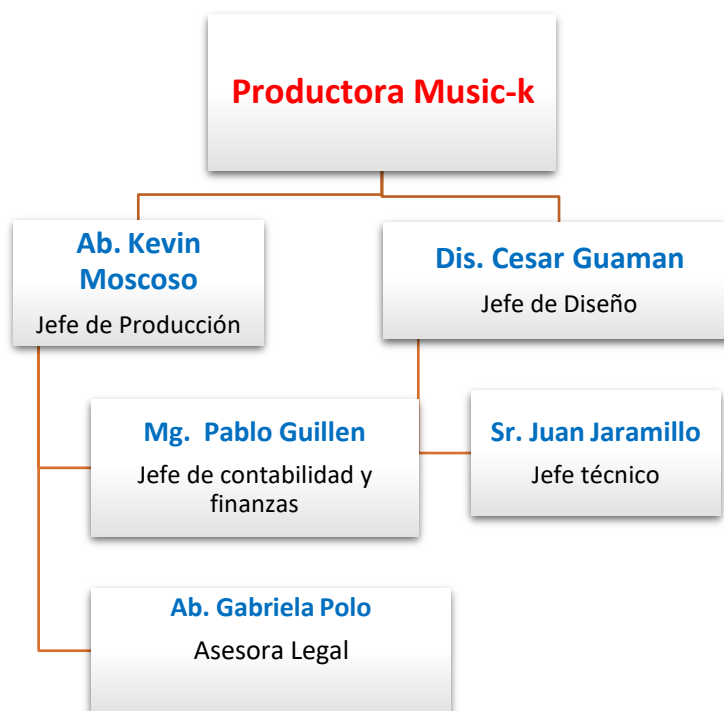 Productora Music-k
Ab. Kevin
Moscoso
Jefe de Producción
Dis. Cesar Guaman
Jefe de Diseño
Mg. Pablo Guillen
Jefe de contabilidad y
finanzas
Sr. Juan Jaramillo
Jefe técnico
Ab. Gabriela Polo
Asesora Legal